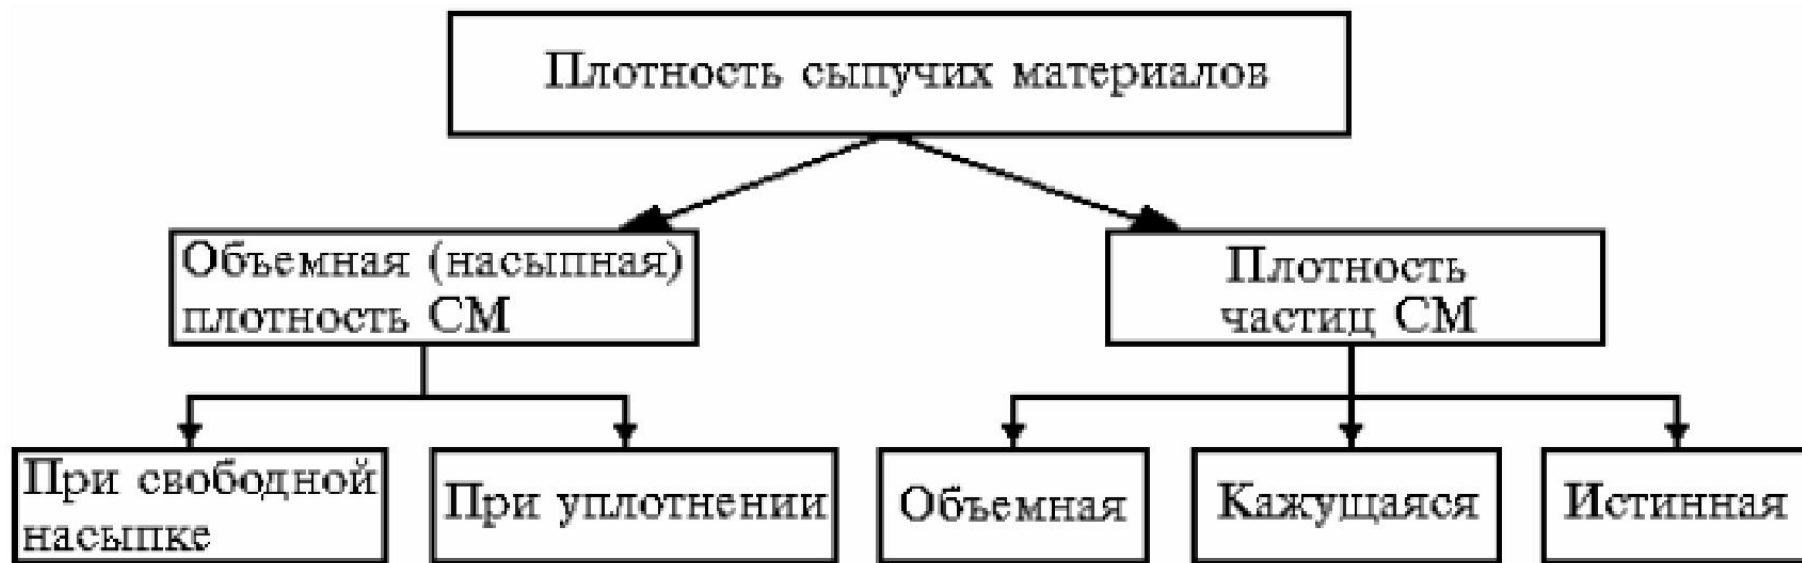 Плотность сыпучих материалов
Объемная (насыпная)
плотность СМ
Плотность
частиц СМ
При свободной
насыпке
При уплотнении
Объемная
Кажущаяся
Истинная